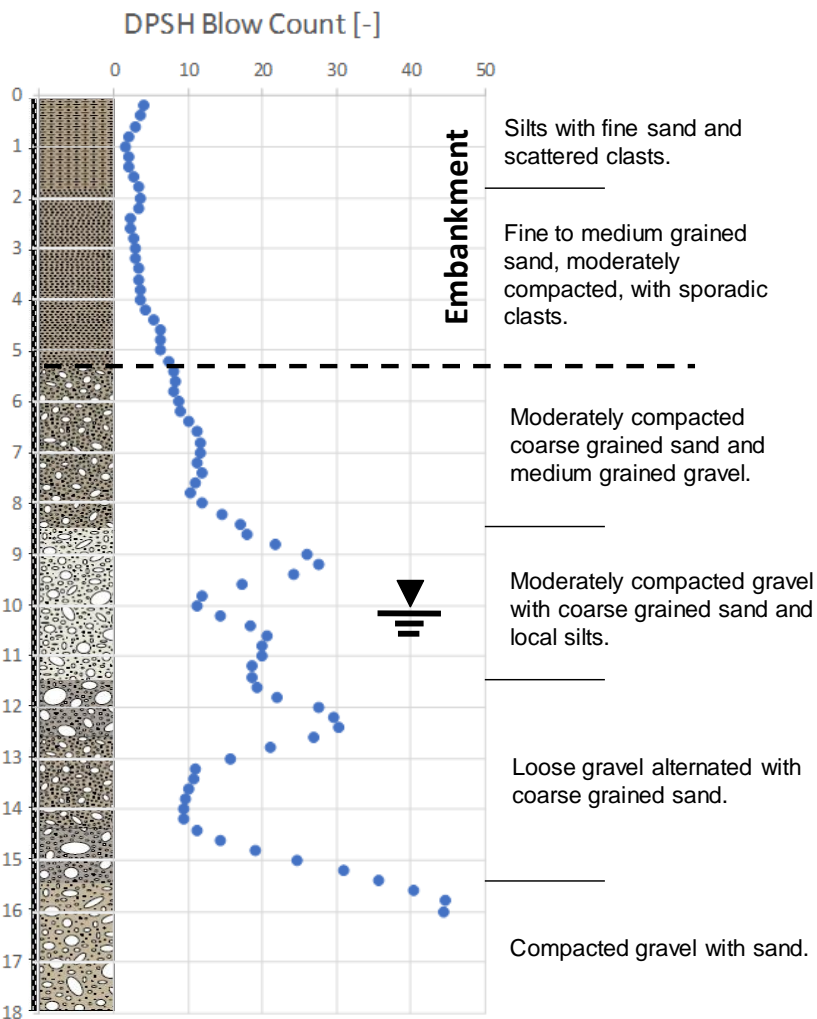 DPSH Blow Count [-]
0 10 20 30 40 50
0
1
2
3
4
5
6
7
8
9
10
11
12
13
14
15
16
17
18
Embankment
Silts with fine sand and
scattered clasts.
Fine to medium grained
sand, moderately
compacted, with sporadic
clasts.
Moderately compacted
coarse grained sand and
medium grained gravel.
Moderately compacted gravel
with coarse grained sand and
local silts.
Loose gravel alternated with
coarse grained sand.
Compacted gravel with sand.